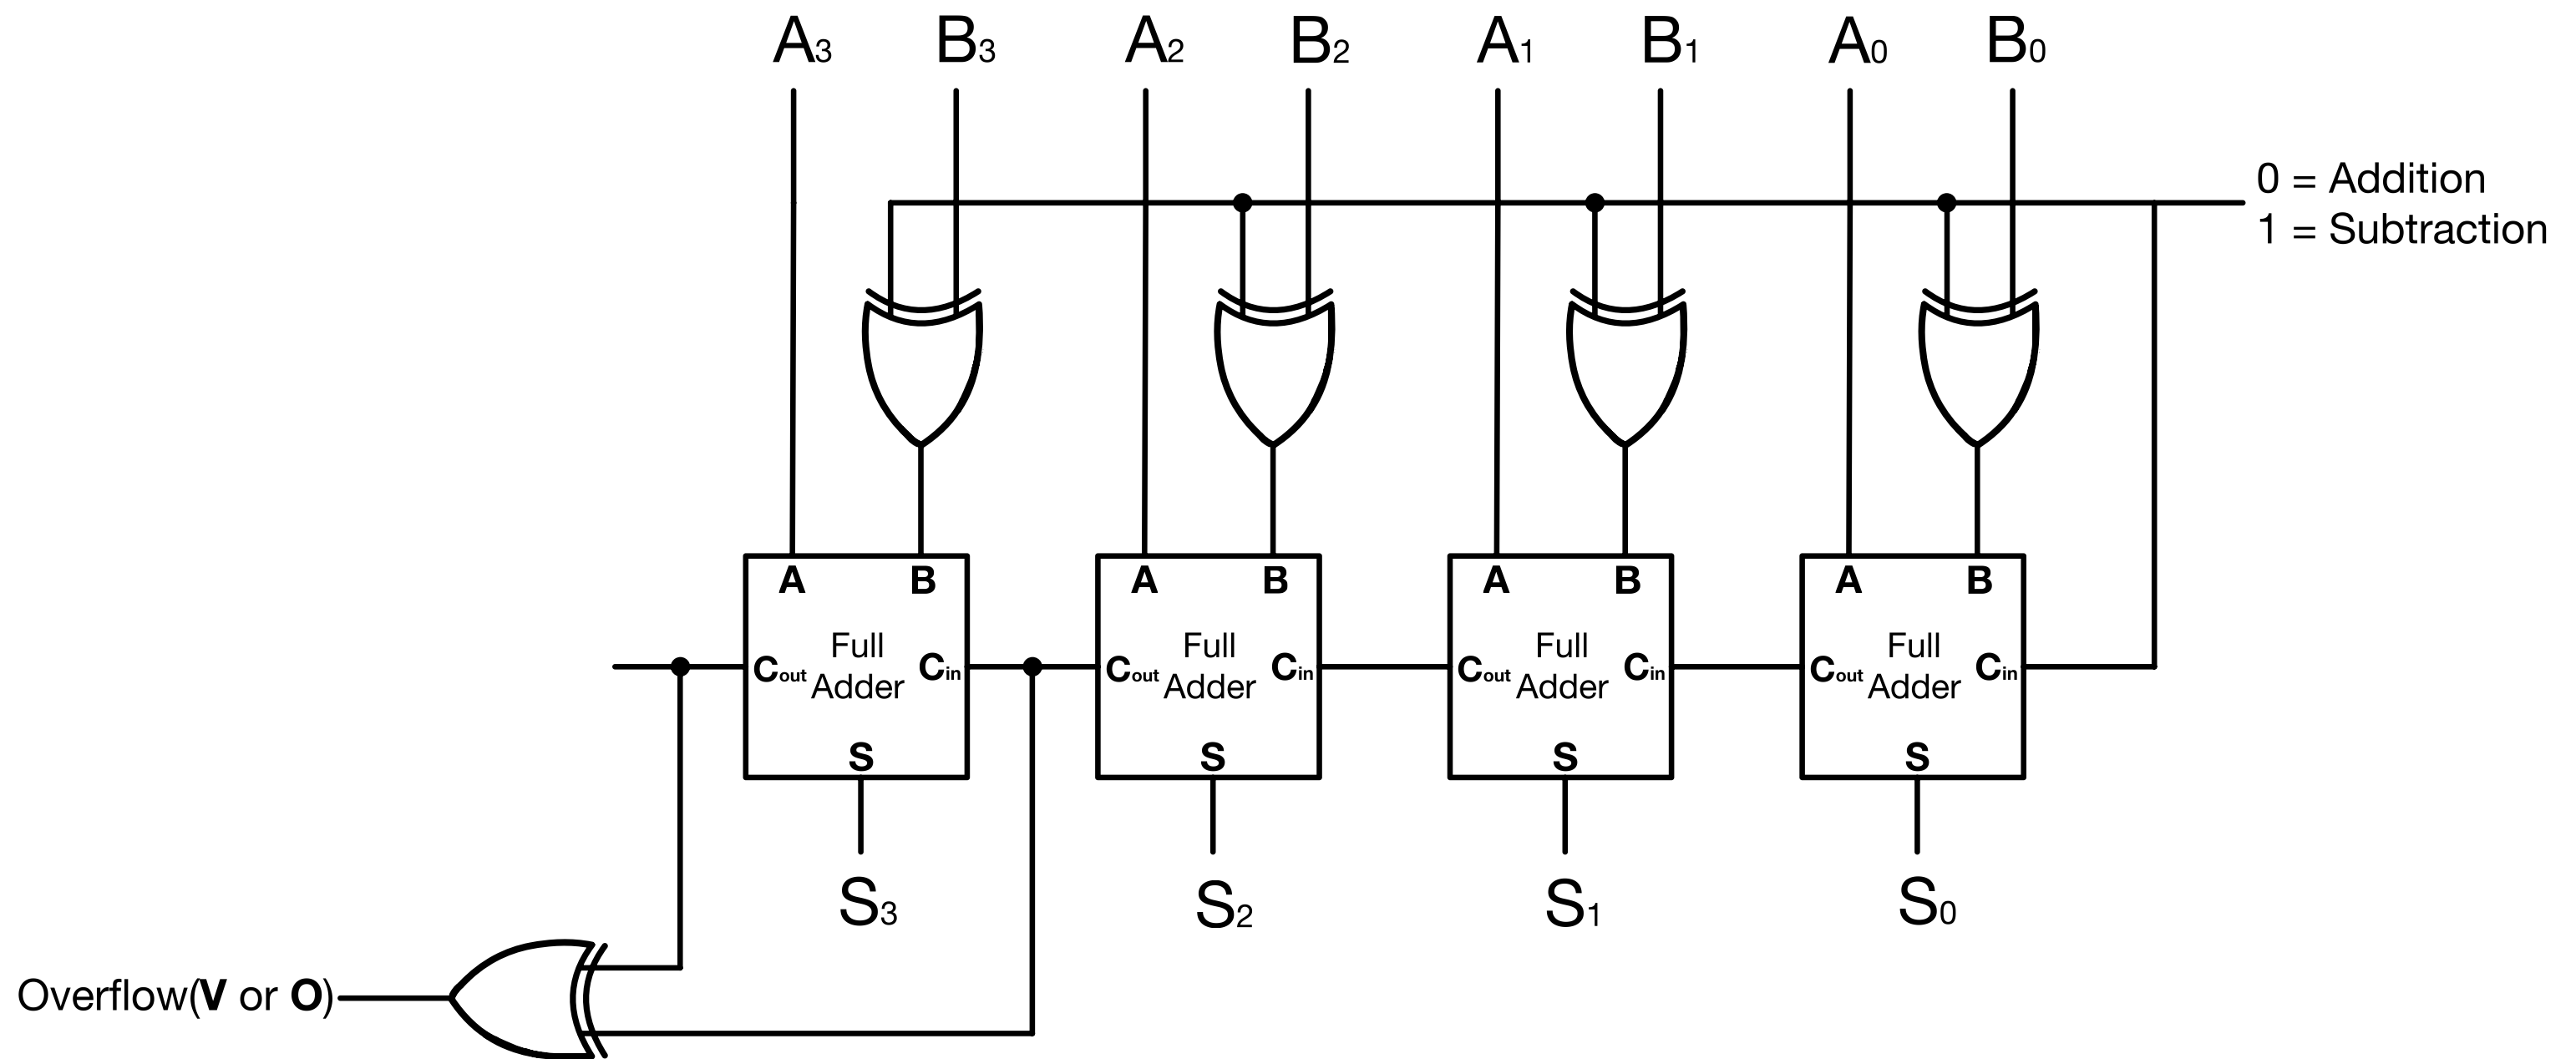 A3 B3 A2 B2 A1 B1 A0 B0
0 = Addition
1 = Subtraction
A B A B A B A B
Full Full Full Full
Cout Adder Cin Cout Adder Cin Cout Adder Cin Cout Adder Cin
S S S S
S3 S2 S1 S0
Overflow(V or O)